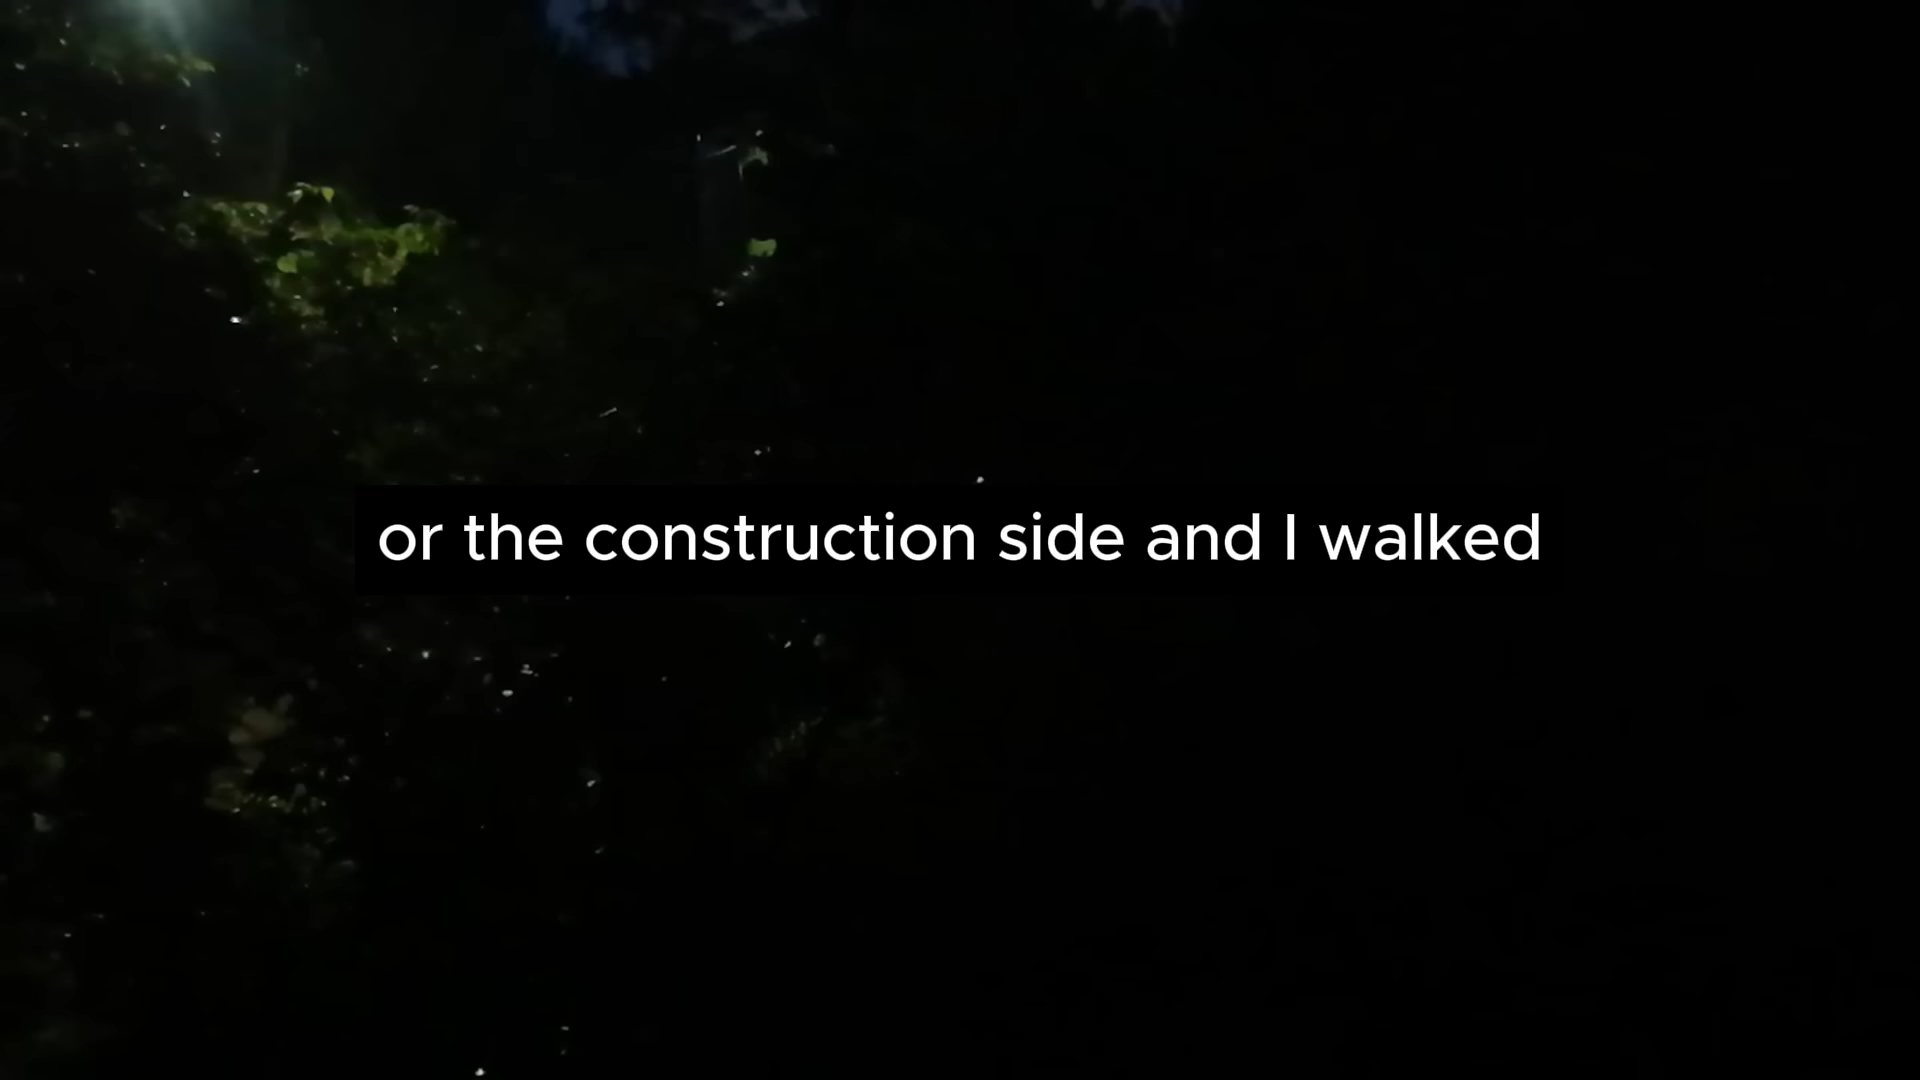 or the construction side and I walked